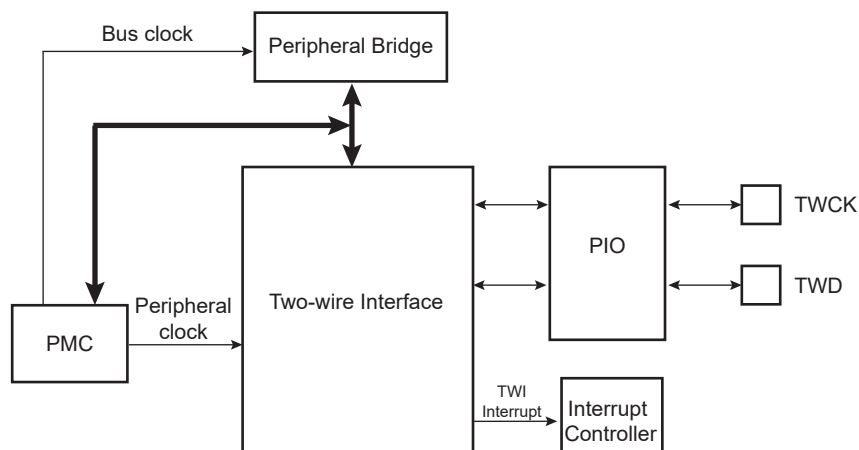 Bus clock
Peripheral Bridge
TWCK
PIO
Two-wire Interface
TWD
Peripheral
clock
PMC
TWI
Interrupt
Interrupt
Controller